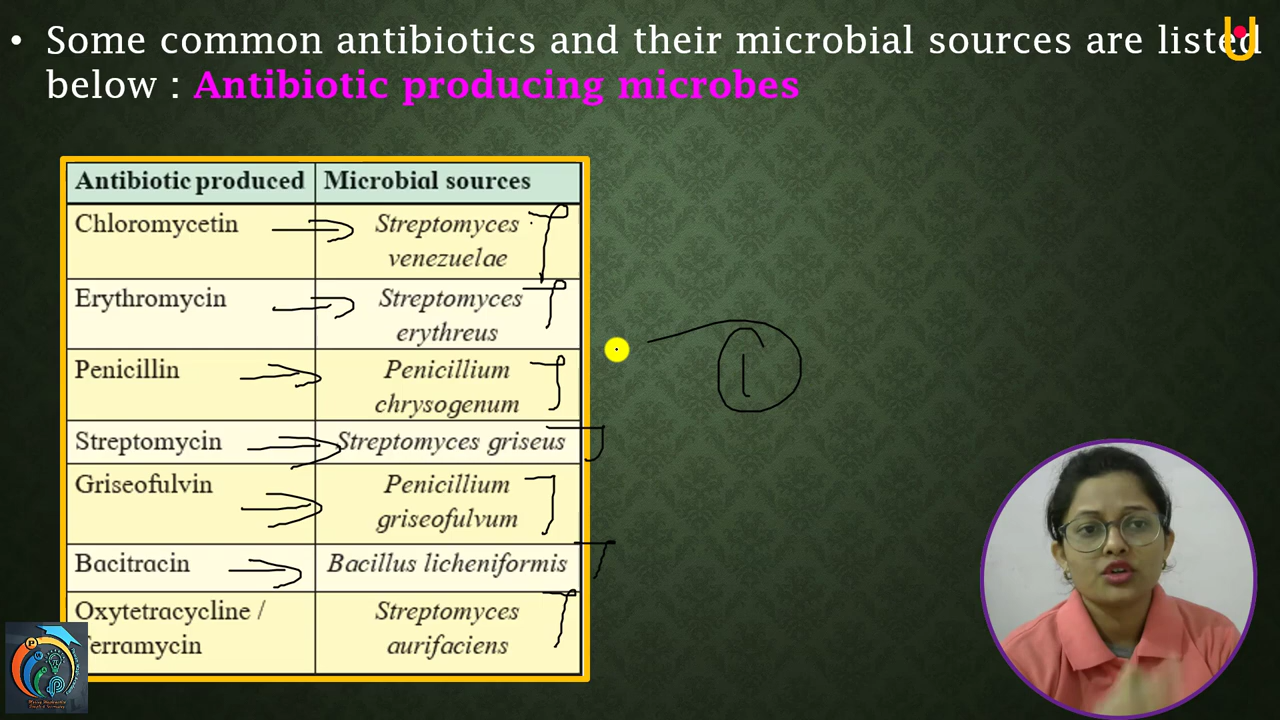 • Some common antibiotics and their microbial sources are listed
below : Antibiotic producing microbes
Antibiotic produced Microbial sources
Chloromycetin Streptomyces
venezuelae
Erythromycin Streptomyces
erythreus
Penicillin Penicillium
chrysogenum
Streptomycin Streptomyces griseus
Griseofulvin Penicillium
griseofulvum
Bacitracin Bacillus licheniformis
Oxytetracycline / Streptomyces
Terramycin aurifaciens
1